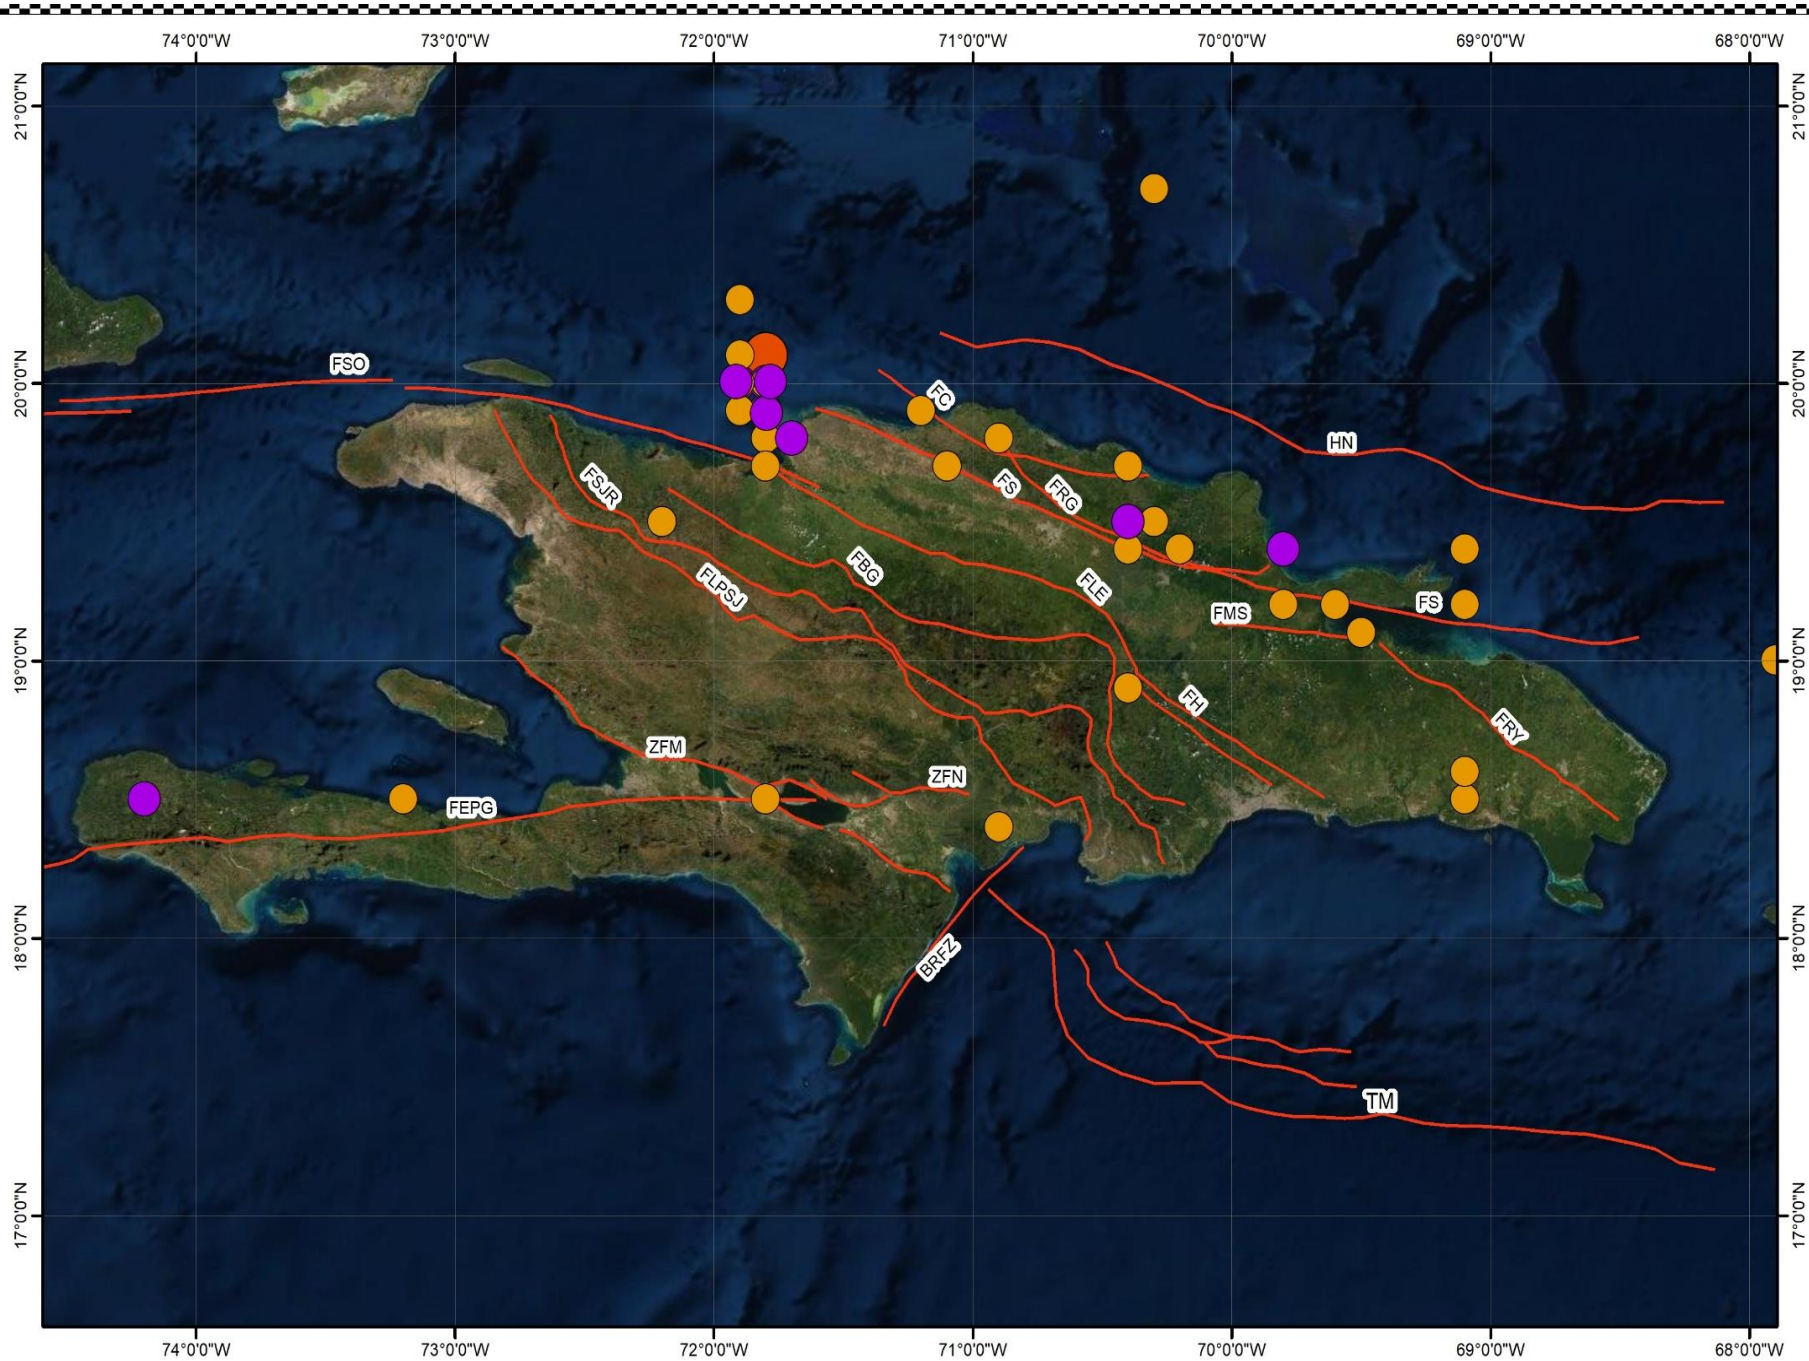 74°0'0"W 73°0'0"W 72°0'0"W 71°0'0"W 70°0'0"W 69°0'0"W 68°0'0"W
21°0'0"N 21°0'0"N
20°0'0"N 20°0'0"N
FSO
FC
HN
FSJR
FS
FRG
FBG
FLPSJ
FLE
FMS
FS
19°0'0"N 19°0'0"N
FH
FRY
ZFM
ZFN
FEPG
18°0'0"N 18°0'0"N
BRFZ
TM
17°0'0"N 17°0'0"N
74°0'0"W 73°0'0"W 72°0'0"W 71°0'0"W 70°0'0"W 69°0'0"W 68°0'0"W